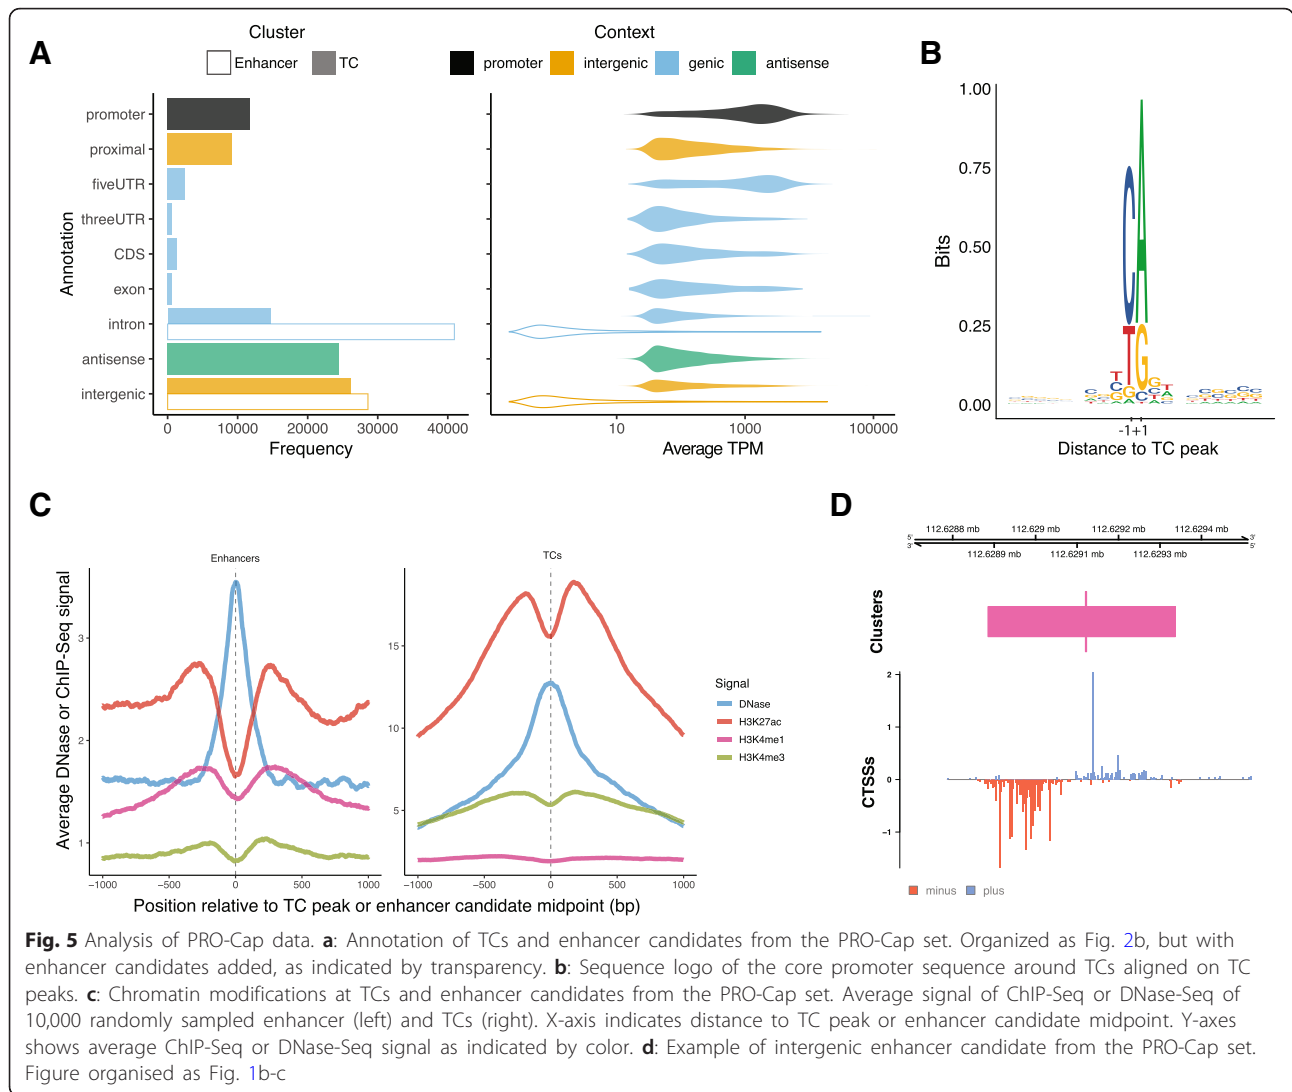 A
Cluster
Enhancer
TC
Context
promoter
intergenic
genic
antisense
Annotation
promoter
proximal
fiveUTR
threeUTR
CDS
exon
intron
antisense
intergenic
0
10000
20000
30000
40000
Frequency
10
1000
100000
Average TPM
B
Bits
1.00
0.75
0.50
0.25
0.00
-1+1
Distance to TC peak
C
Average DNase or ChIP-Seq signal
Enhancers
3
2
1
−1000
−500
0
500
1000
TCs
15
10
5
−1000
−500
0
500
1000
Position relative to TC peak or enhancer candidate midpoint (bp)
Signal
DNase
H3K27ac
H3K4me1
H3K4me3
D
112.6288 mb
112.629 mb
112.6292 mb
112.6294 mb
5'
3'
3'
5'
112.6289 mb
112.6291 mb
112.6293 mb
Clusters
CTSSs
2
1
0
−1
minus
plus
Fig. 5 Analysis of PRO-Cap data. a: Annotation of TCs and enhancer candidates from the PRO-Cap set. Organized as Fig. 2b, but with
enhancer candidates added, as indicated by transparency. b: Sequence logo of the core promoter sequence around TCs aligned on TC
peaks. c: Chromatin modifications at TCs and enhancer candidates from the PRO-Cap set. Average signal of ChIP-Seq or DNase-Seq of
10,000 randomly sampled enhancer (left) and TCs (right). X-axis indicates distance to TC peak or enhancer candidate midpoint. Y-axes
shows average ChIP-Seq or DNase-Seq signal as indicated by color. d: Example of intergenic enhancer candidate from the PRO-Cap set.
Figure organised as Fig. 1b-c